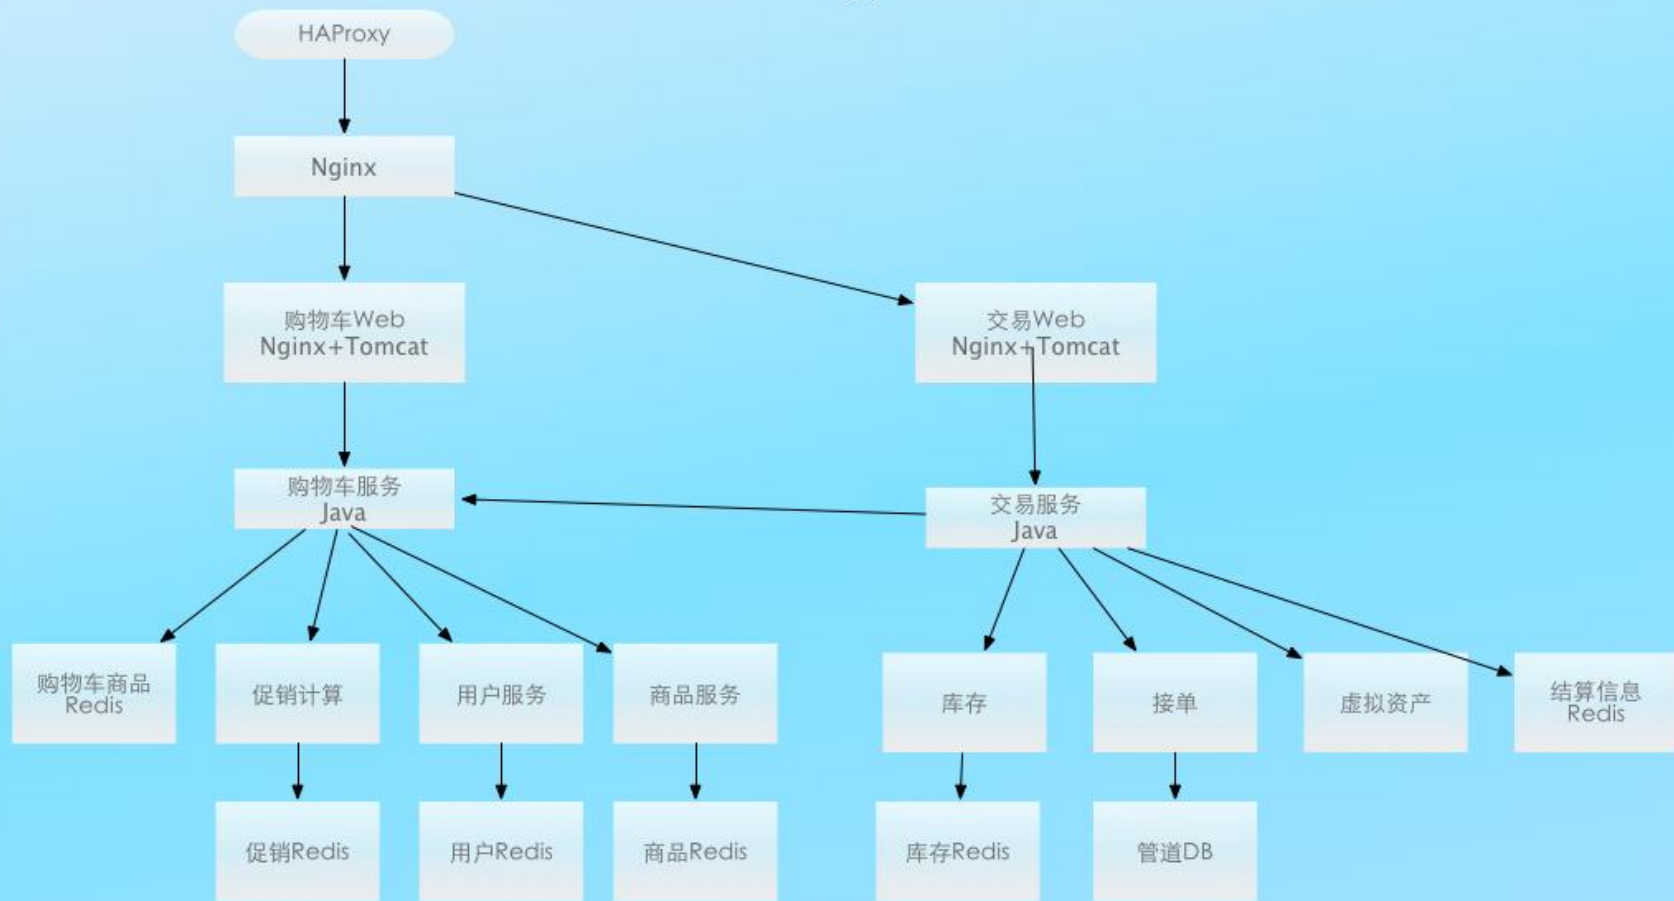 HAProxy
Nginx
购物车Web
Nginx+Tomcat
交易Web
Nginx+Tomcat
购物车服务
Java
交易服务
Java
购物车商品
Redis
促销计算
用户服务
商品服务
库存
接单
虚拟资产
结算信息
Redis
促销Redis
用户Redis
商品Redis
库存Redis
管道DB